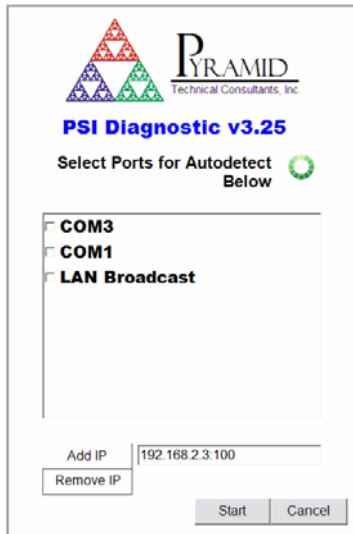 PYRAMID
Technical Consultants, Inc.
PSI Diagnostic v3.25
Select Ports for Autodetect
Below
COM3
COM1
LAN Broadcast
Add IP 192.168.2.3:100
Remove IP
Start Cancel